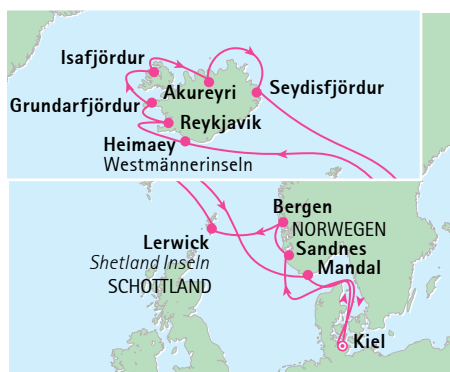 Isafjördur
Akureyri
Seydisfjördur
Grundarfjördur
Reykjavik
Heimaey
Westmännerinseln
Bergen
NORWEGEN
Lerwick
Sandnes
Shetland Inseln
Mandal
SCHOTTLAND
Kiel